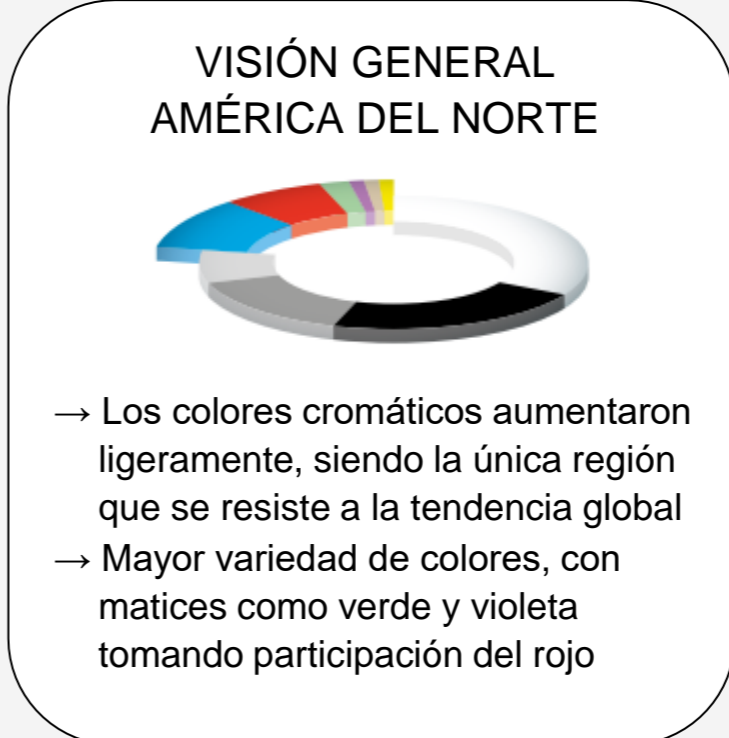 VISIÓN GENERAL
AMÉRICA DEL NORTE
→ Los colores cromáticos aumentaron
ligeramente, siendo la única región
que se resiste a la tendencia global
→ Mayor variedad de colores, con
matices como verde y violeta
tomando participación del rojo